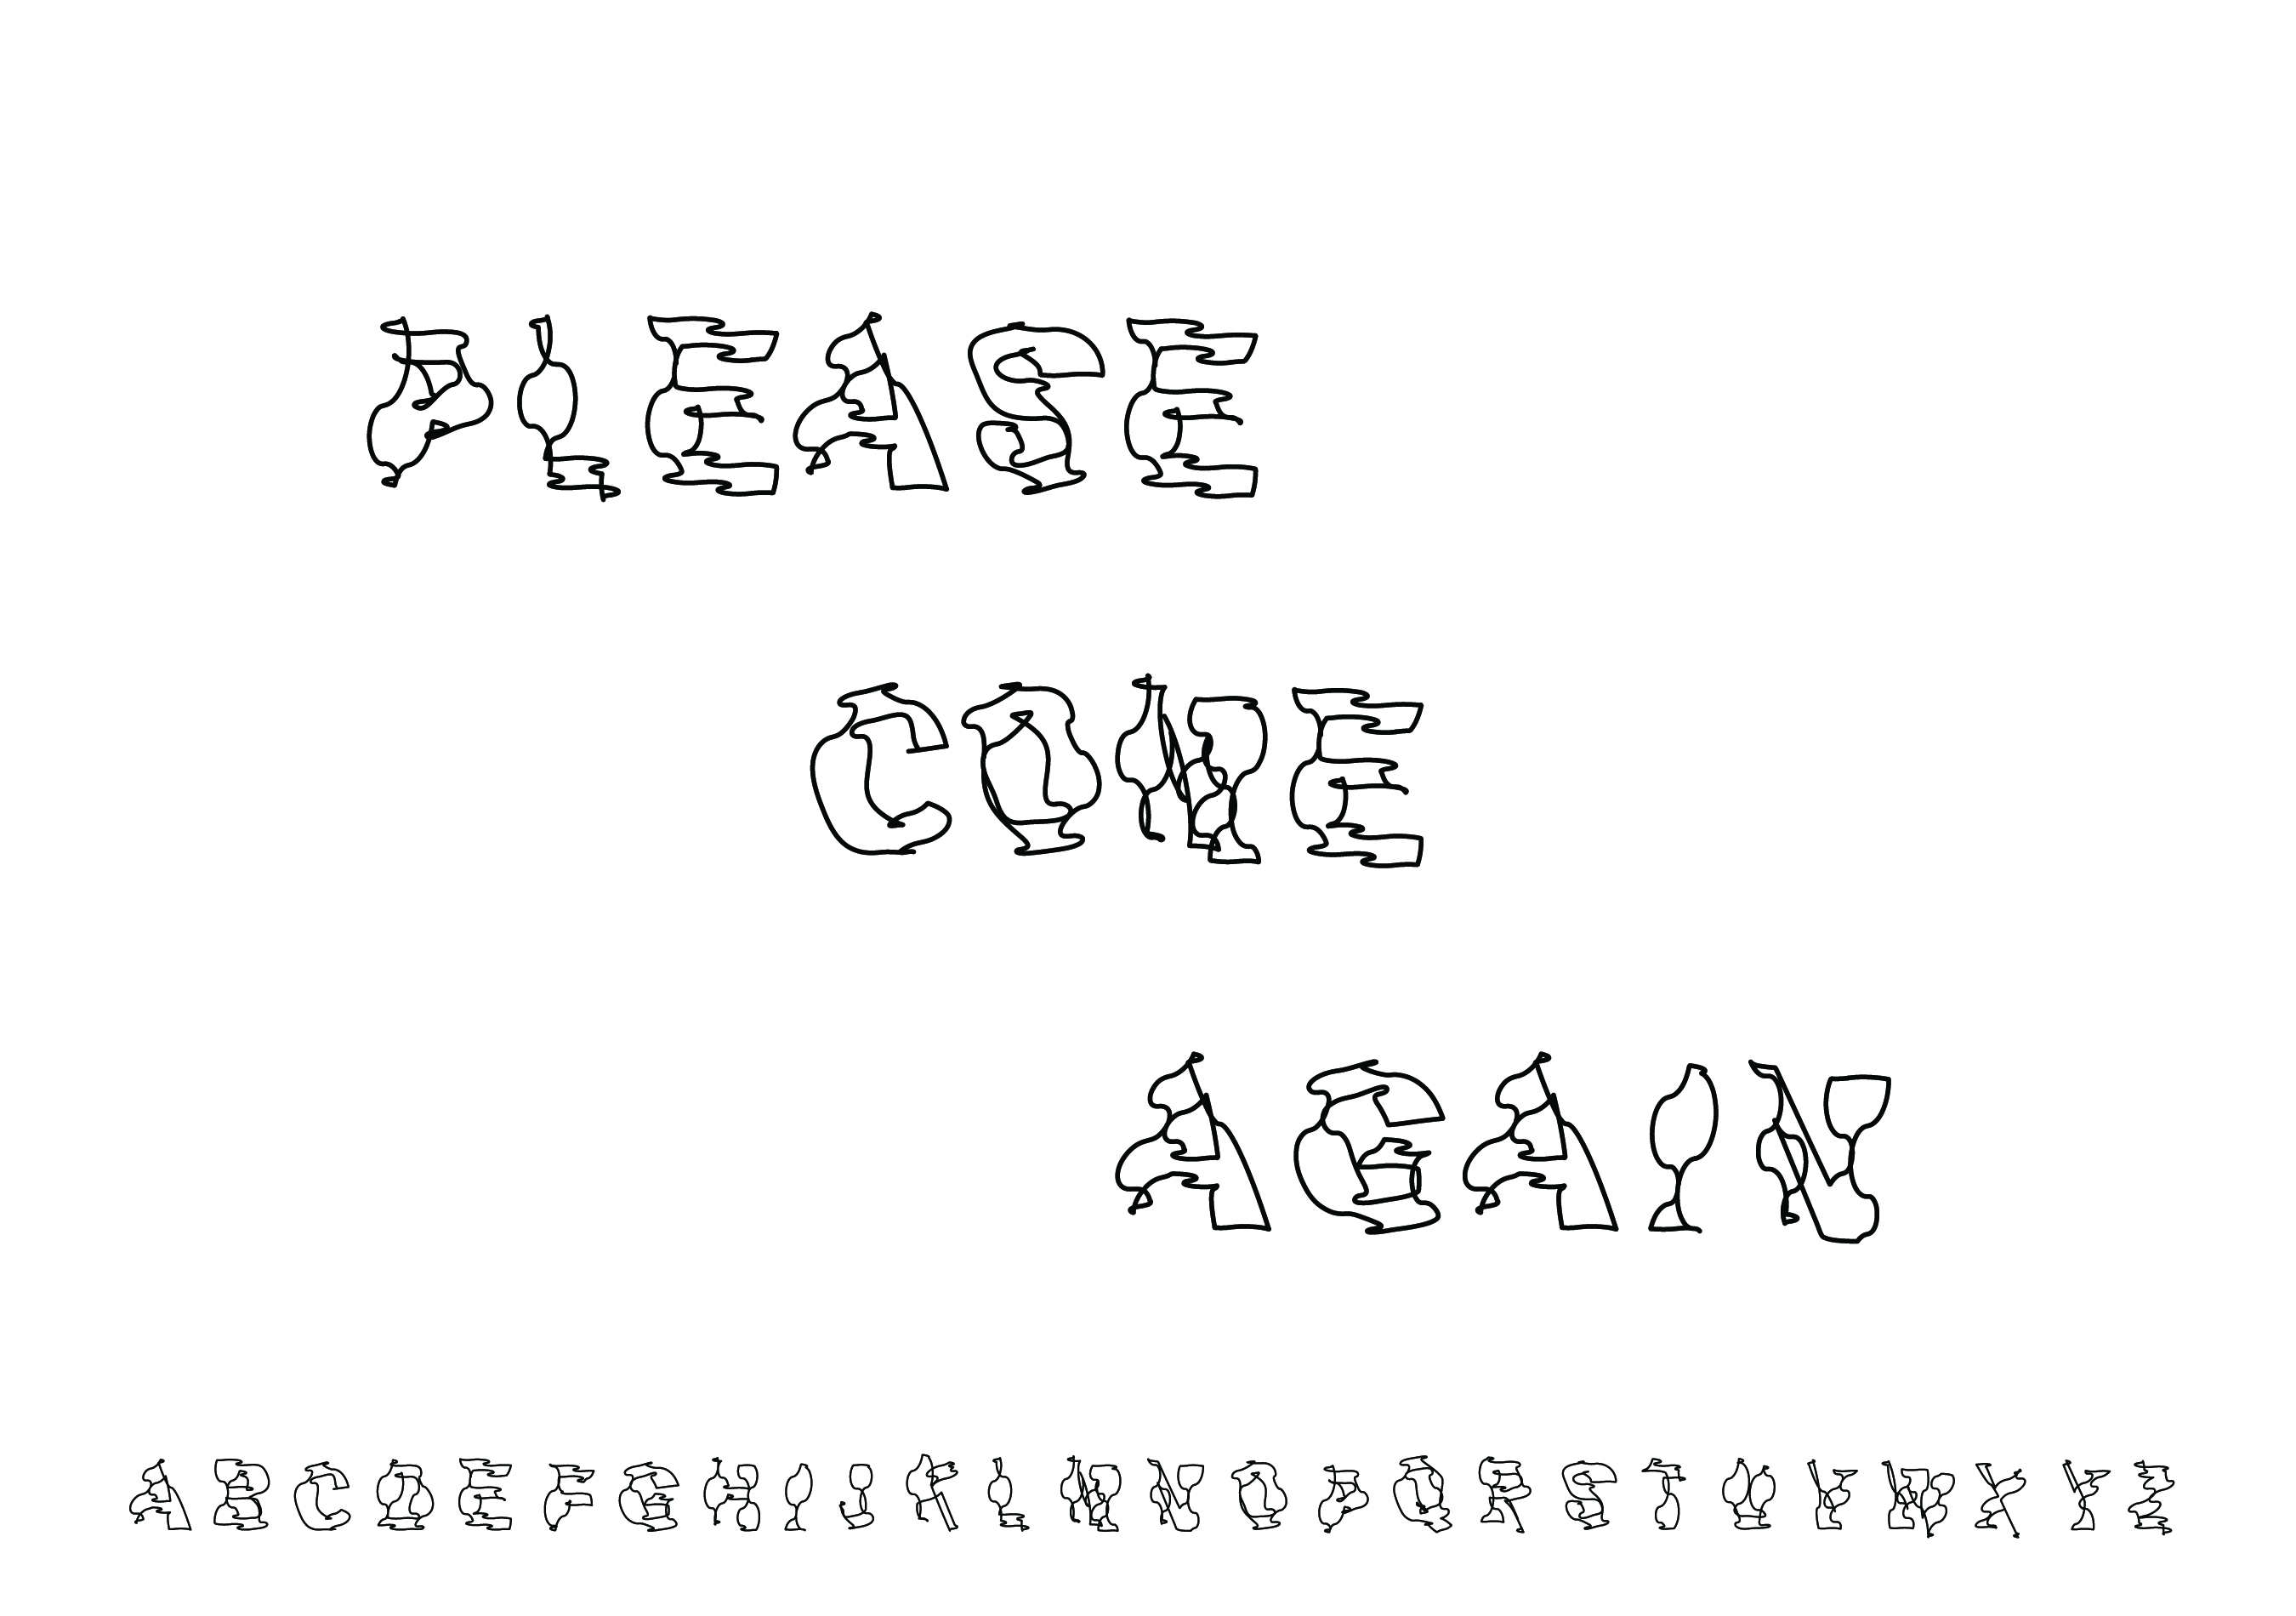 PLEASE
COME
AGAIN
A B C D E F G H I J K L M N O P Q R S T U V W X Y Z